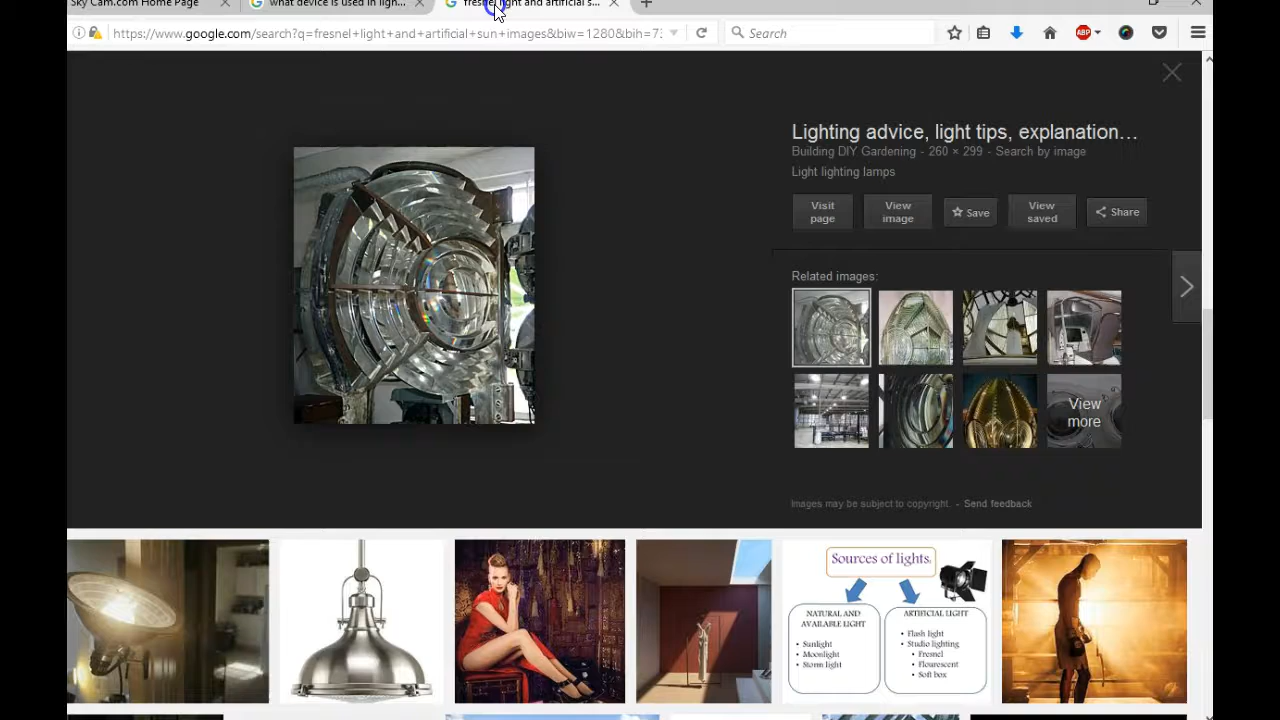 Sky Cam.com Home Page
what device is used in ligh...
fresnel light and artificial s...
https://www.google.com/search?q=fresnel+light+and+artificial+sun+images&biw=1280&bih=7
Search
ABP
Lighting advice, light tips, explanation...
Building DIY Gardening - 260 × 299 - Search by image
Light lighting lamps
Visit page
View image
Save
View saved
Share
Related images:
View more
Images may be subject to copyright. - Send feedback
Sources of lights.
NATURAL AND
AVAILABLE LIGHT
• Sunlight
• Moonlight
• Storm light
ARTIFICIAL LIGHT
• Flash light
• Studio lighting
• Fresnel
• Flourescent
• Soft box